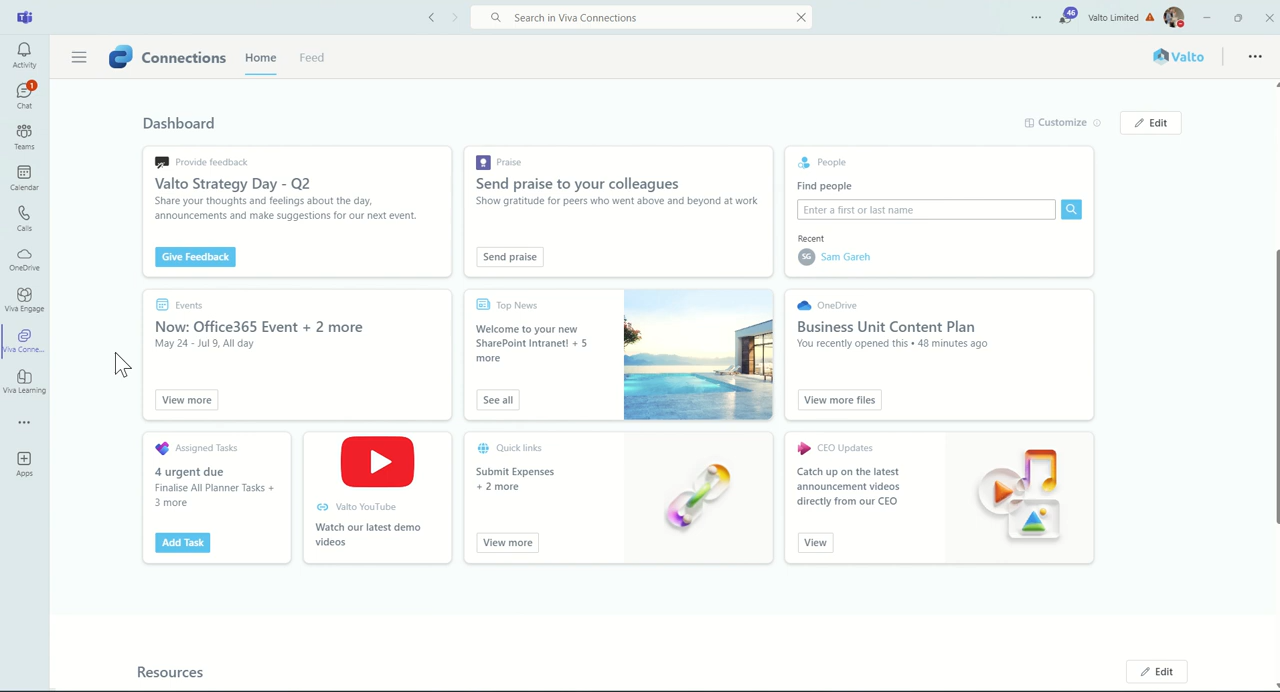 Search in Viva Connections
46
Valto Limited
Activity
1
Chat
Teams
Calendar
Calls
OneDrive
Viva Engage
Viva Conne...
Viva Learning
Apps
Connections
Home
Feed
Valto
Dashboard
Customize
Edit
Provide feedback
Valto Strategy Day - Q2
Share your thoughts and feelings about the day,
announcements and make suggestions for our next event.
Give Feedback
Praise
Send praise to your colleagues
Show gratitude for peers who went above and beyond at work
Send praise
People
Find people
Enter a first or last name
Recent
SG
Sam Gareh
Events
Now: Office365 Event + 2 more
May 24 - Jul 9, All day
View more
Top News
Welcome to your new
SharePoint Intranet! + 5
more
See all
OneDrive
Business Unit Content Plan
You recently opened this • 48 minutes ago
View more files
Assigned Tasks
4 urgent due
Finalise All Planner Tasks +
3 more
Add Task
Valto YouTube
Watch our latest demo
videos
Quick links
Submit Expenses
+ 2 more
View more
CEO Updates
Catch up on the latest
announcement videos
directly from our CEO
View
Resources
Edit